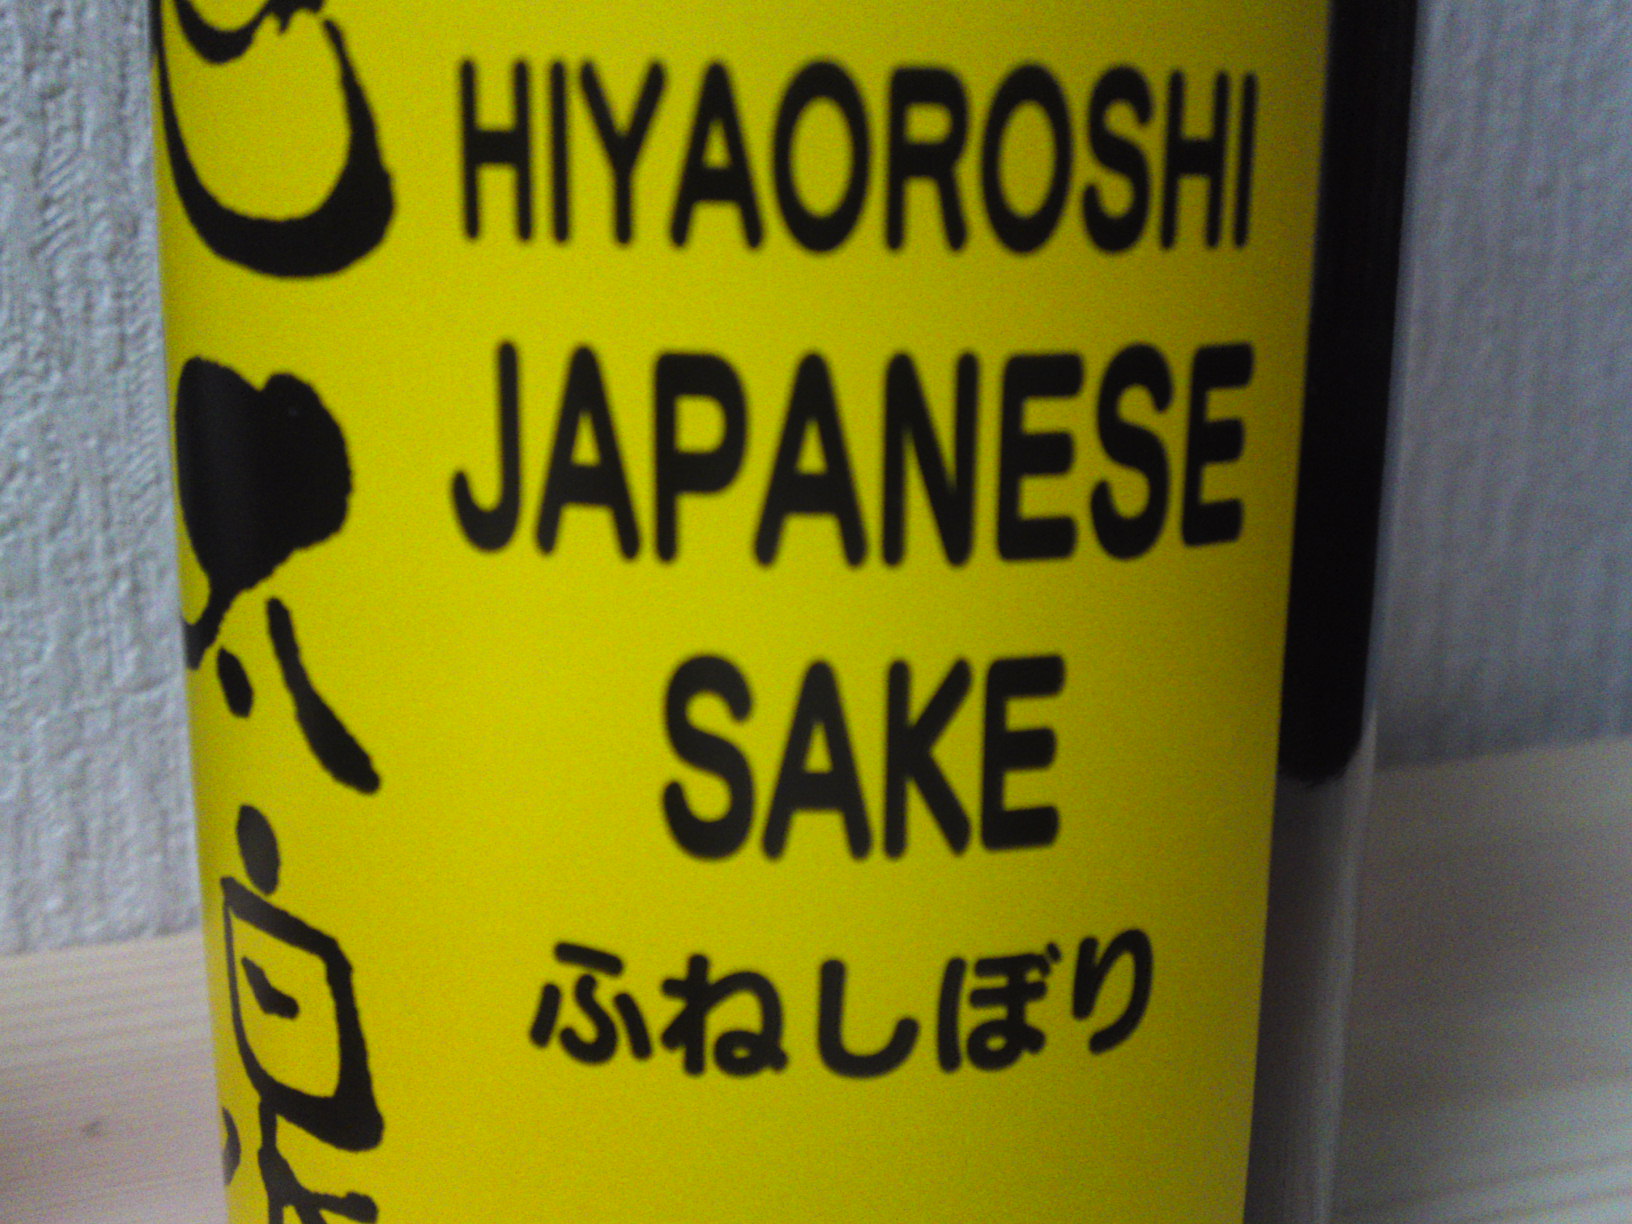 HIYAOROSHI
JAPANESE
SAKE
ふねしぼり